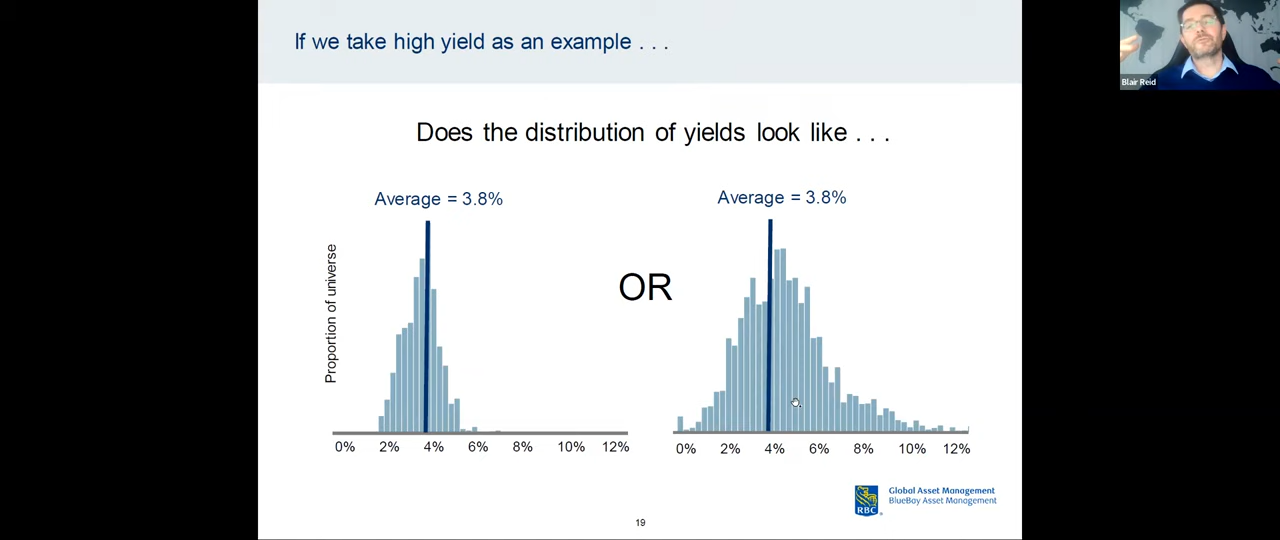 If we take high yield as an example . . .
Blair Reid
Does the distribution of yields look like . . .
Average = 3.8%
Average = 3.8%
Proportion of universe
OR
0% 2% 4% 6% 8% 10% 12%
0% 2% 4% 6% 8% 10% 12%
RBC
Global Asset Management
BlueBay Asset Management
19